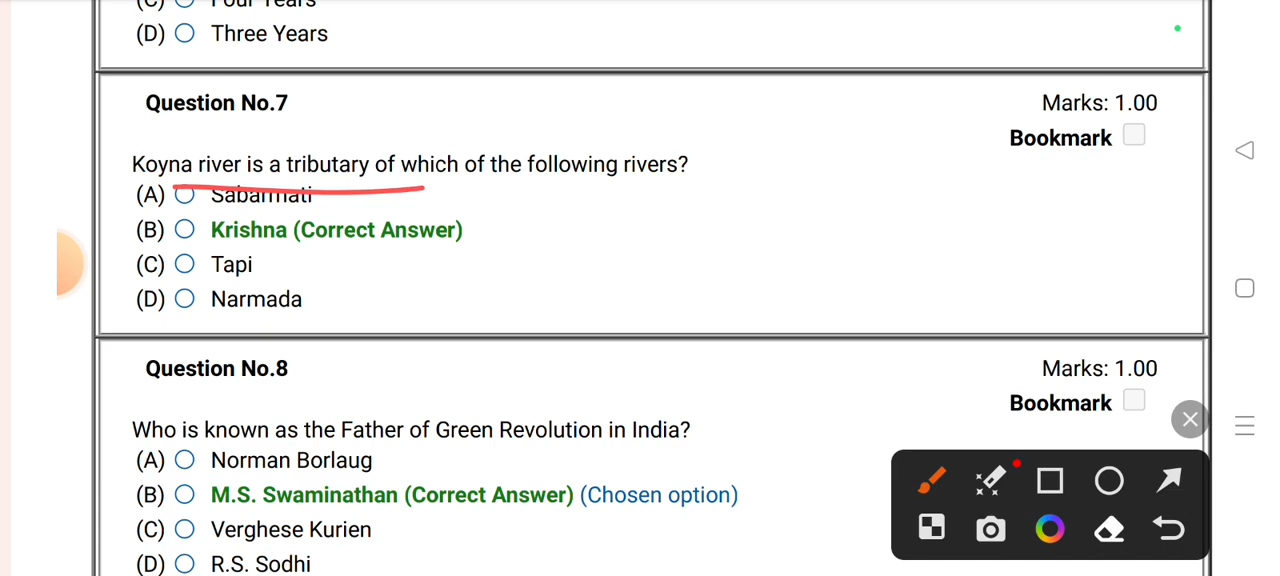 (C) Four Years
(D) Three Years
Question No.7
Marks: 1.00
Bookmark
Koyna river is a tributary of which of the following rivers?
(A) Sabarmati
(B) Krishna (Correct Answer)
(C) Tapi
(D) Narmada
Question No.8
Marks: 1.00
Bookmark
Who is known as the Father of Green Revolution in India?
(A) Norman Borlaug
(B) M.S. Swaminathan (Correct Answer) (Chosen option)
(C) Verghese Kurien
(D) R.S. Sodhi